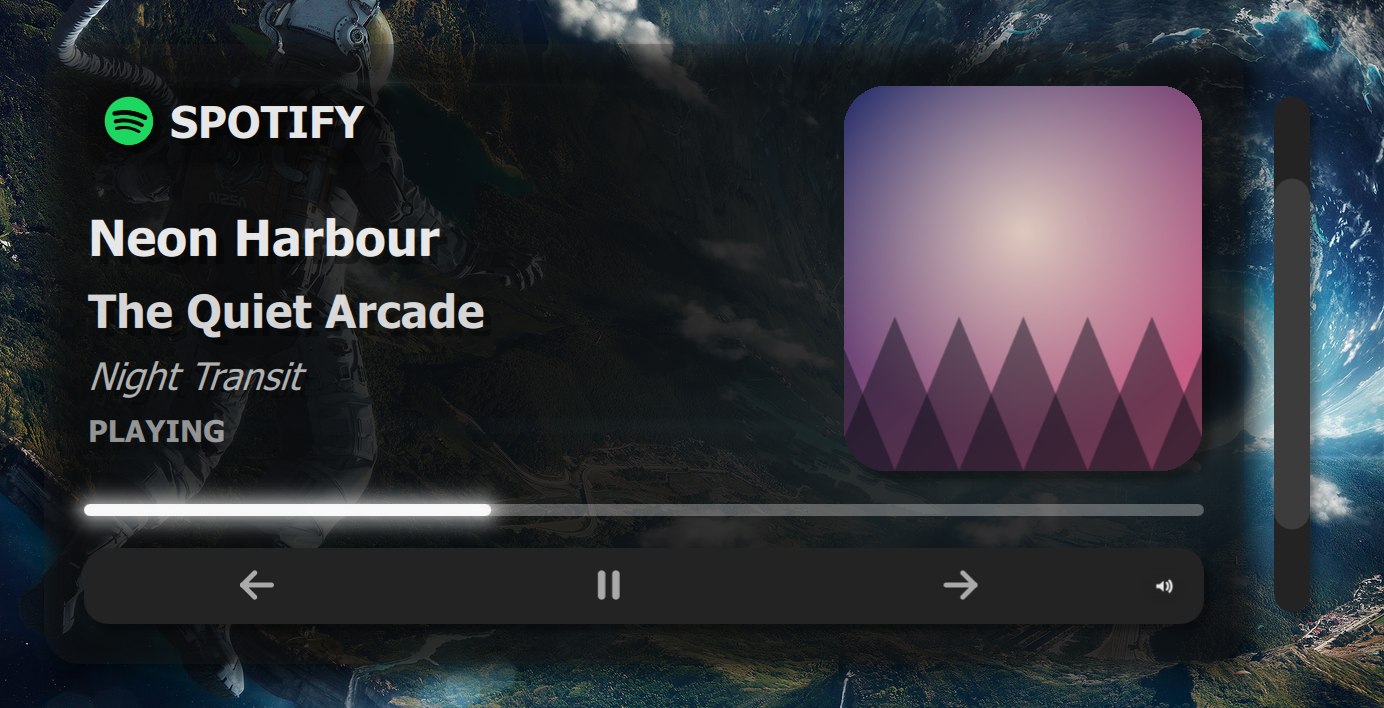 SPOTIFY
Neon Harbour
The Quiet Arcade
Night Transit
PLAYING